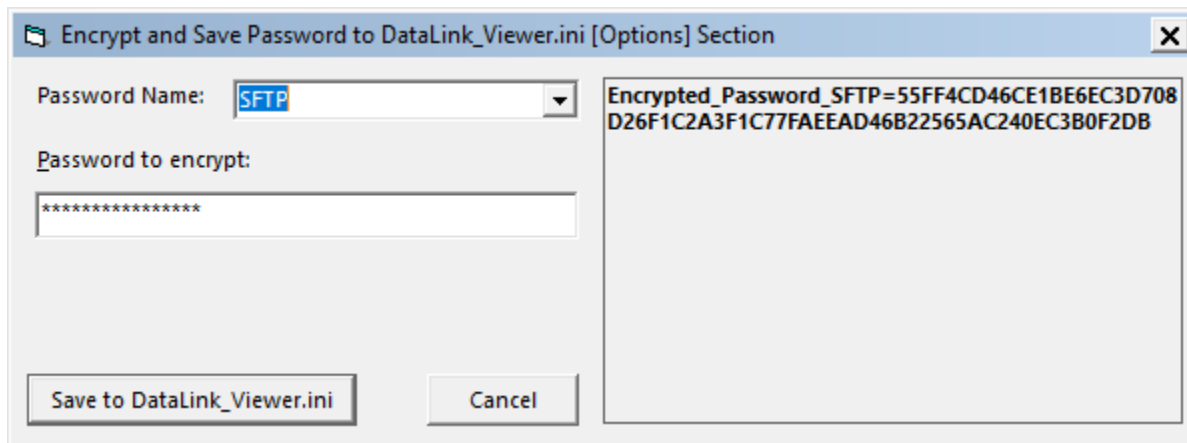 Encrypt and Save Password to DataLink_Viewer.ini [Options] Section
Password Name:
SFTP
Password to encrypt:
****************
Save to DataLink_Viewer.ini
Cancel
Encrypted_Password_SFTP=55FF4CD46CE1BE6EC3D708
D26F1C2A3F1C77FAEEAD46B22565AC240EC3B0F2DB